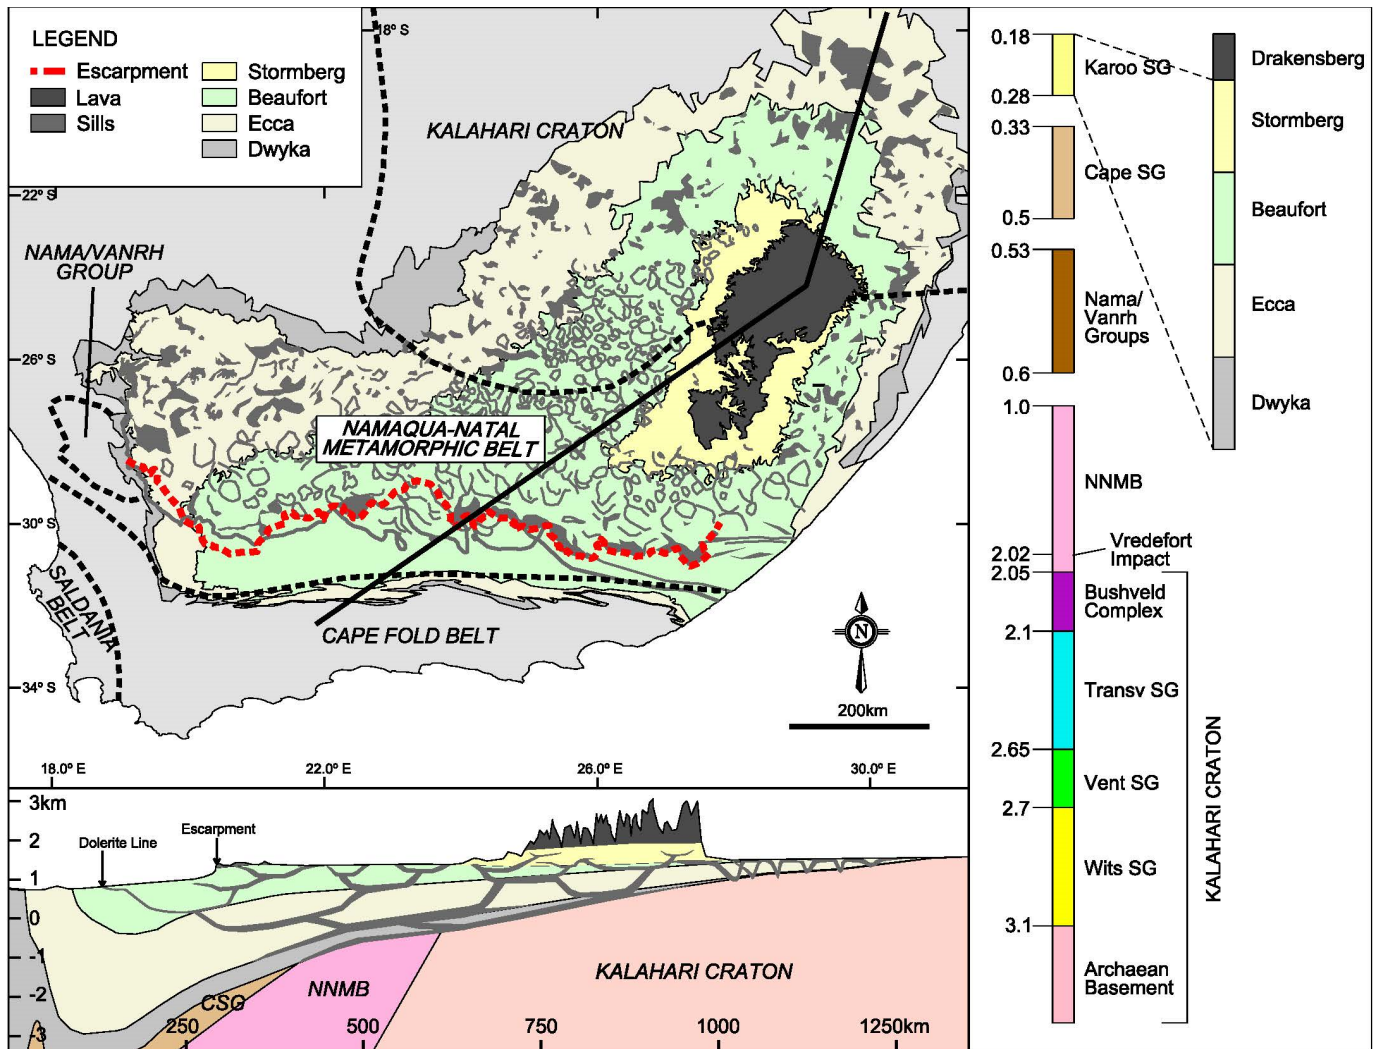 LEGEND
Escarpment
Lava
Sills
Stormberg
Beaufort
Ecca
Dwyka
18° S
22° S
26° S
30° S
34° S
KALAHARI CRATON
NAMA/VANRH
GROUP
NAMAQUA-NATAL
METAMORPHIC BELT
SALDANIA
BELT
CAPE FOLD BELT
N
200km
18.0° E
22.0° E
26.0° E
30.0° E
3km
2
1
0
-1
-2
-3
Dolerite Line
Escarpment
CSG
NNMB
KALAHARI CRATON
250
500
750
1000
1250km
0.18
Karoo SG
0.28
0.33
Cape SG
0.5
0.53
Nama/
Vanrh
Groups
0.6
1.0
NNMB
2.02
Vredefort
Impact
2.05
Bushveld
Complex
2.1
Transv SG
2.65
Vent SG
2.7
Wits SG
3.1
Archaean
Basement
KALAHARI CRATON
Drakensberg
Stormberg
Beaufort
Ecca
Dwyka